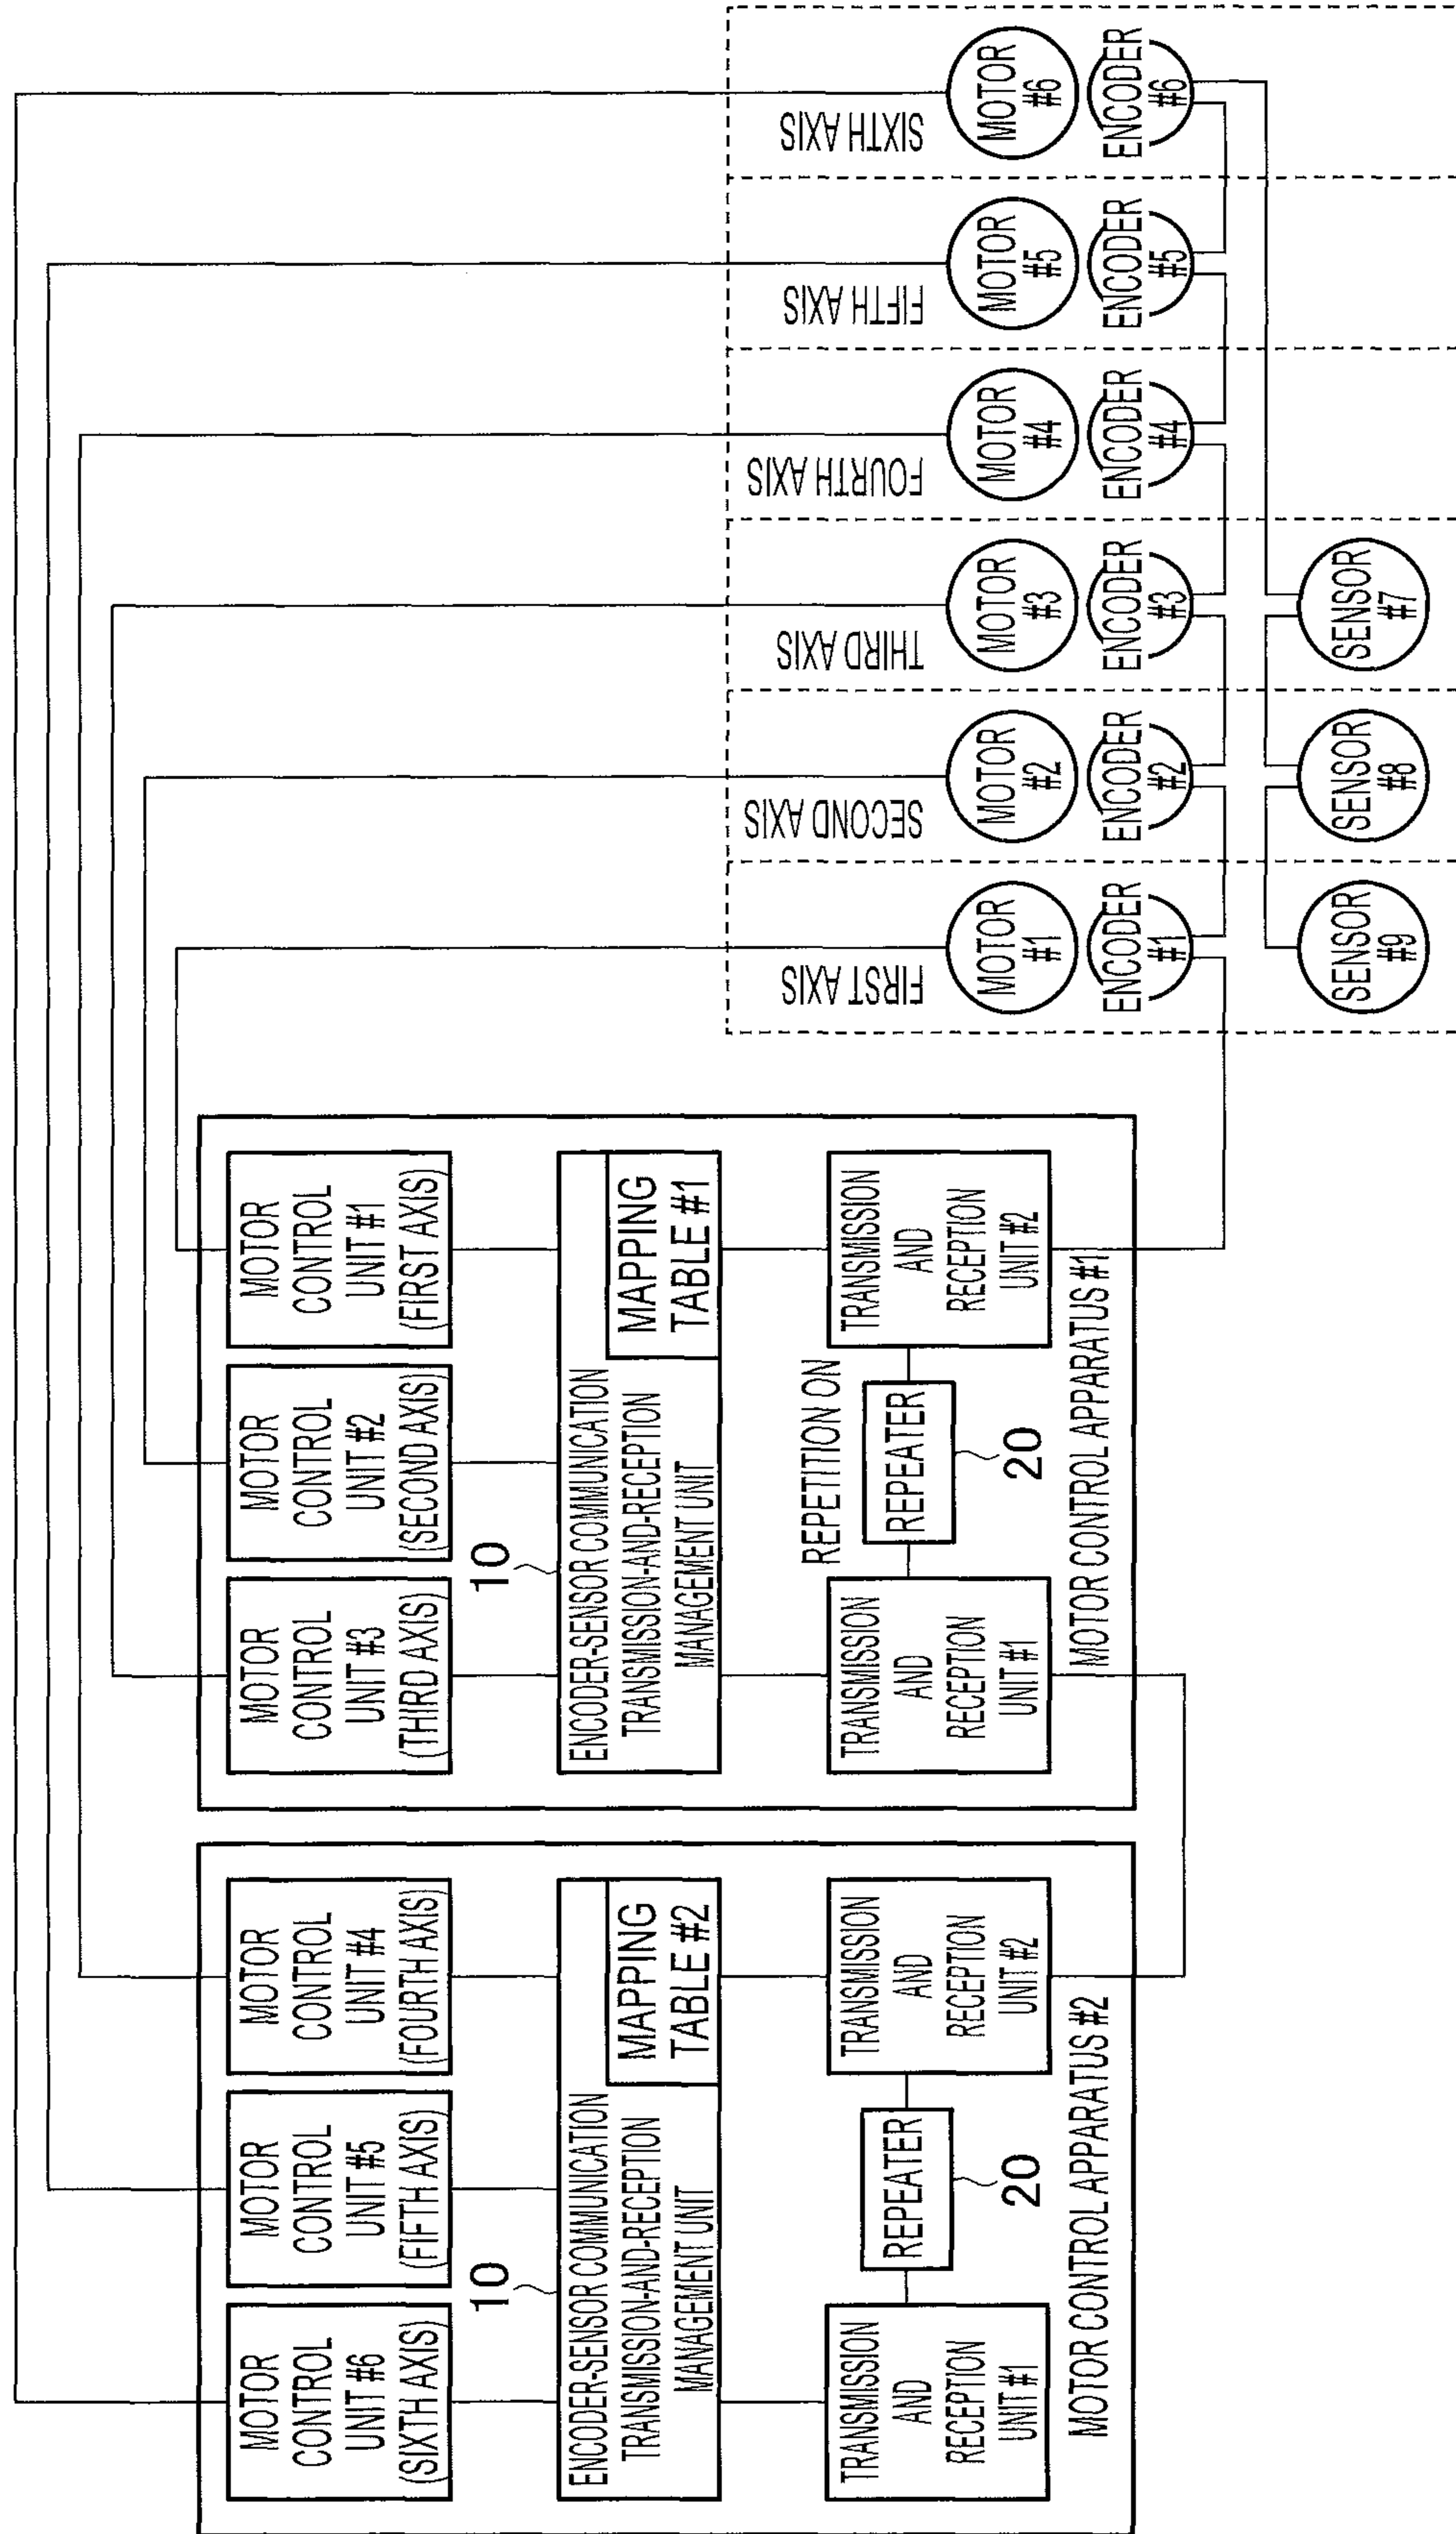 MOTOR
CONTROL
UNIT #6
(SIXTH AXIS)
MOTOR
CONTROL
UNIT #5
(FIFTH AXIS)
MOTOR
CONTROL
UNIT #4
(FOURTH AXIS)
10
ENCODER-SENSOR COMMUNICATION
TRANSMISSION-AND-RECEPTION
MANAGEMENT UNIT
MAPPING
TABLE #2
TRANSMISSION
AND
RECEPTION
UNIT #1
REPEATER
20
TRANSMISSION
AND
RECEPTION
UNIT #2
MOTOR CONTROL APPARATUS #2
MOTOR
CONTROL
UNIT #3
(THIRD AXIS)
MOTOR
CONTROL
UNIT #2
(SECOND AXIS)
MOTOR
CONTROL
UNIT #1
(FIRST AXIS)
10
ENCODER-SENSOR COMMUNICATION
TRANSMISSION-AND-RECEPTION
MANAGEMENT UNIT
MAPPING
TABLE #1
TRANSMISSION
AND
RECEPTION
UNIT #1
REPETITION ON
REPEATER
20
TRANSMISSION
AND
RECEPTION
UNIT #2
MOTOR CONTROL APPARATUS #1
FIRST AXIS
MOTOR
#1
ENCODER
#1
SENSOR
#9
SECOND AXIS
MOTOR
#2
ENCODER
#2
SENSOR
#8
THIRD AXIS
MOTOR
#3
ENCODER
#3
SENSOR
#7
FOURTH AXIS
MOTOR
#4
ENCODER
#4
FIFTH AXIS
MOTOR
#5
ENCODER
#5
SIXTH AXIS
MOTOR
#6
ENCODER
#6